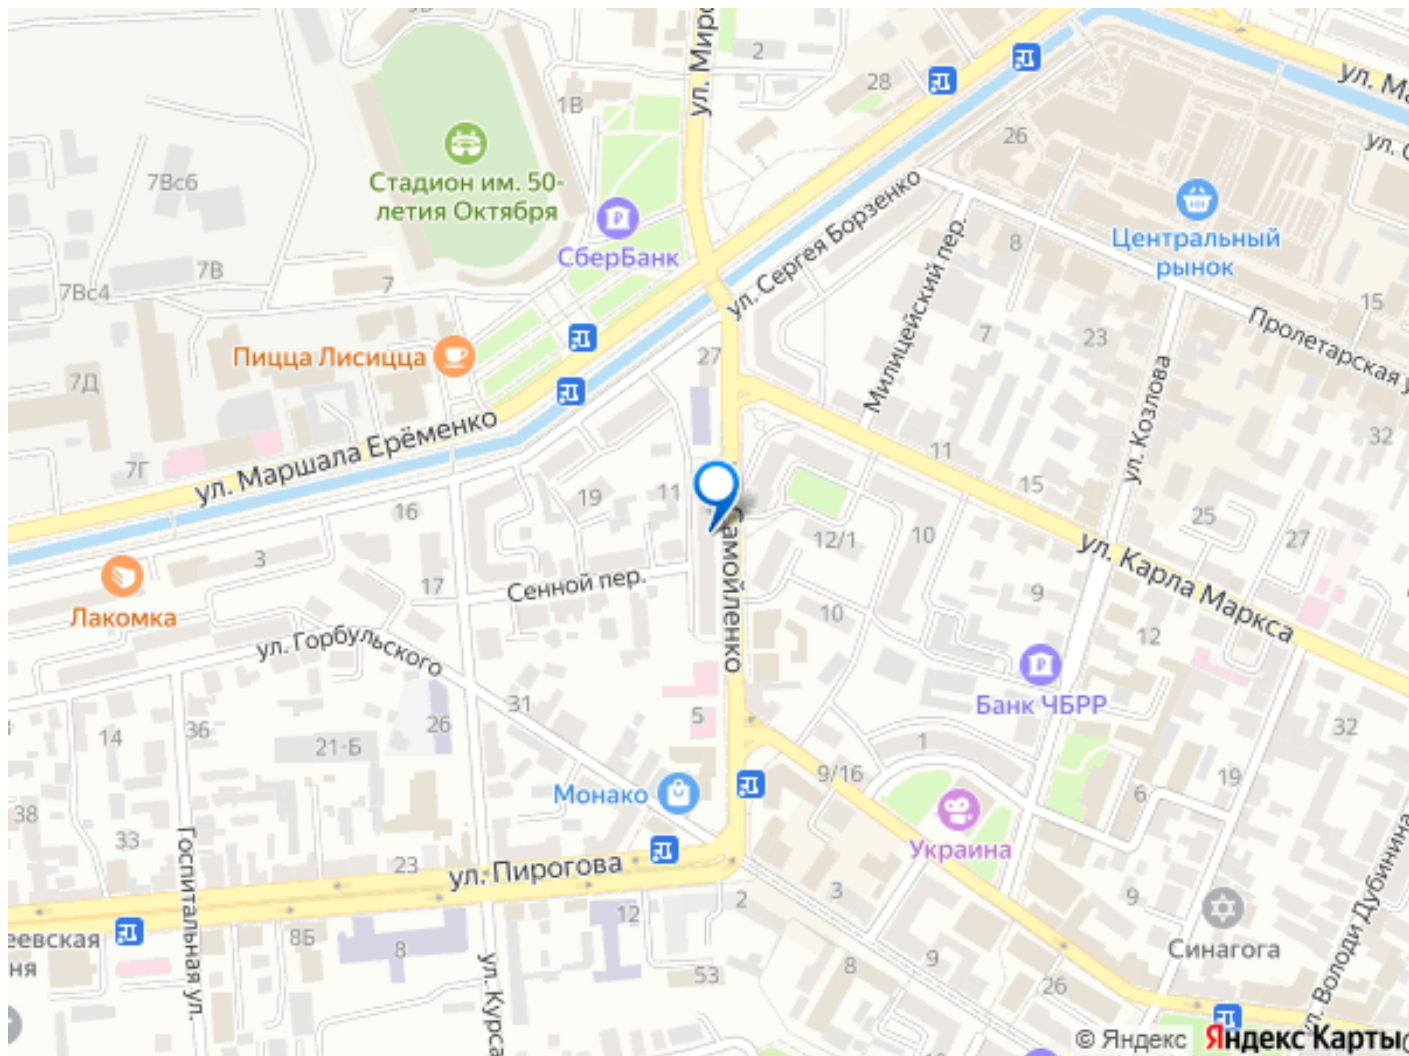 ул. Миро
2
28
1В
26
ул. Ма
ул. С
7Вс6
Стадион им. 50-
летия Октября
СберБанк
ул. Сергея Борзенко
Милицейский пер.
8
Центральный
рынок
7В
7Вс4
7
15
Пролетарская у
Пицца Лисицца
27
7
23
7Д
ул. Козлова
32
ул. Маршала Ерёменко
7Г
11
15
19
11
16
25
27
12/1
10
Самойленко
ул. Карла Маркса
3
17
Сенной пер.
Лакомка
10
9
12
ул. Горбульского
Банк ЧБРР
31
5
36
26
14
21-Б
1
32
9/16
19
6
Монако
38
33
Госпитальная ул.
23
ул. Пирогова
Украина
3
2
9
ул. Володи Дубинина
12
еевская
ня
8Б
8
ул. Курса
53
8
9
Синагога
26
© Яндекс
Яндекс Карты